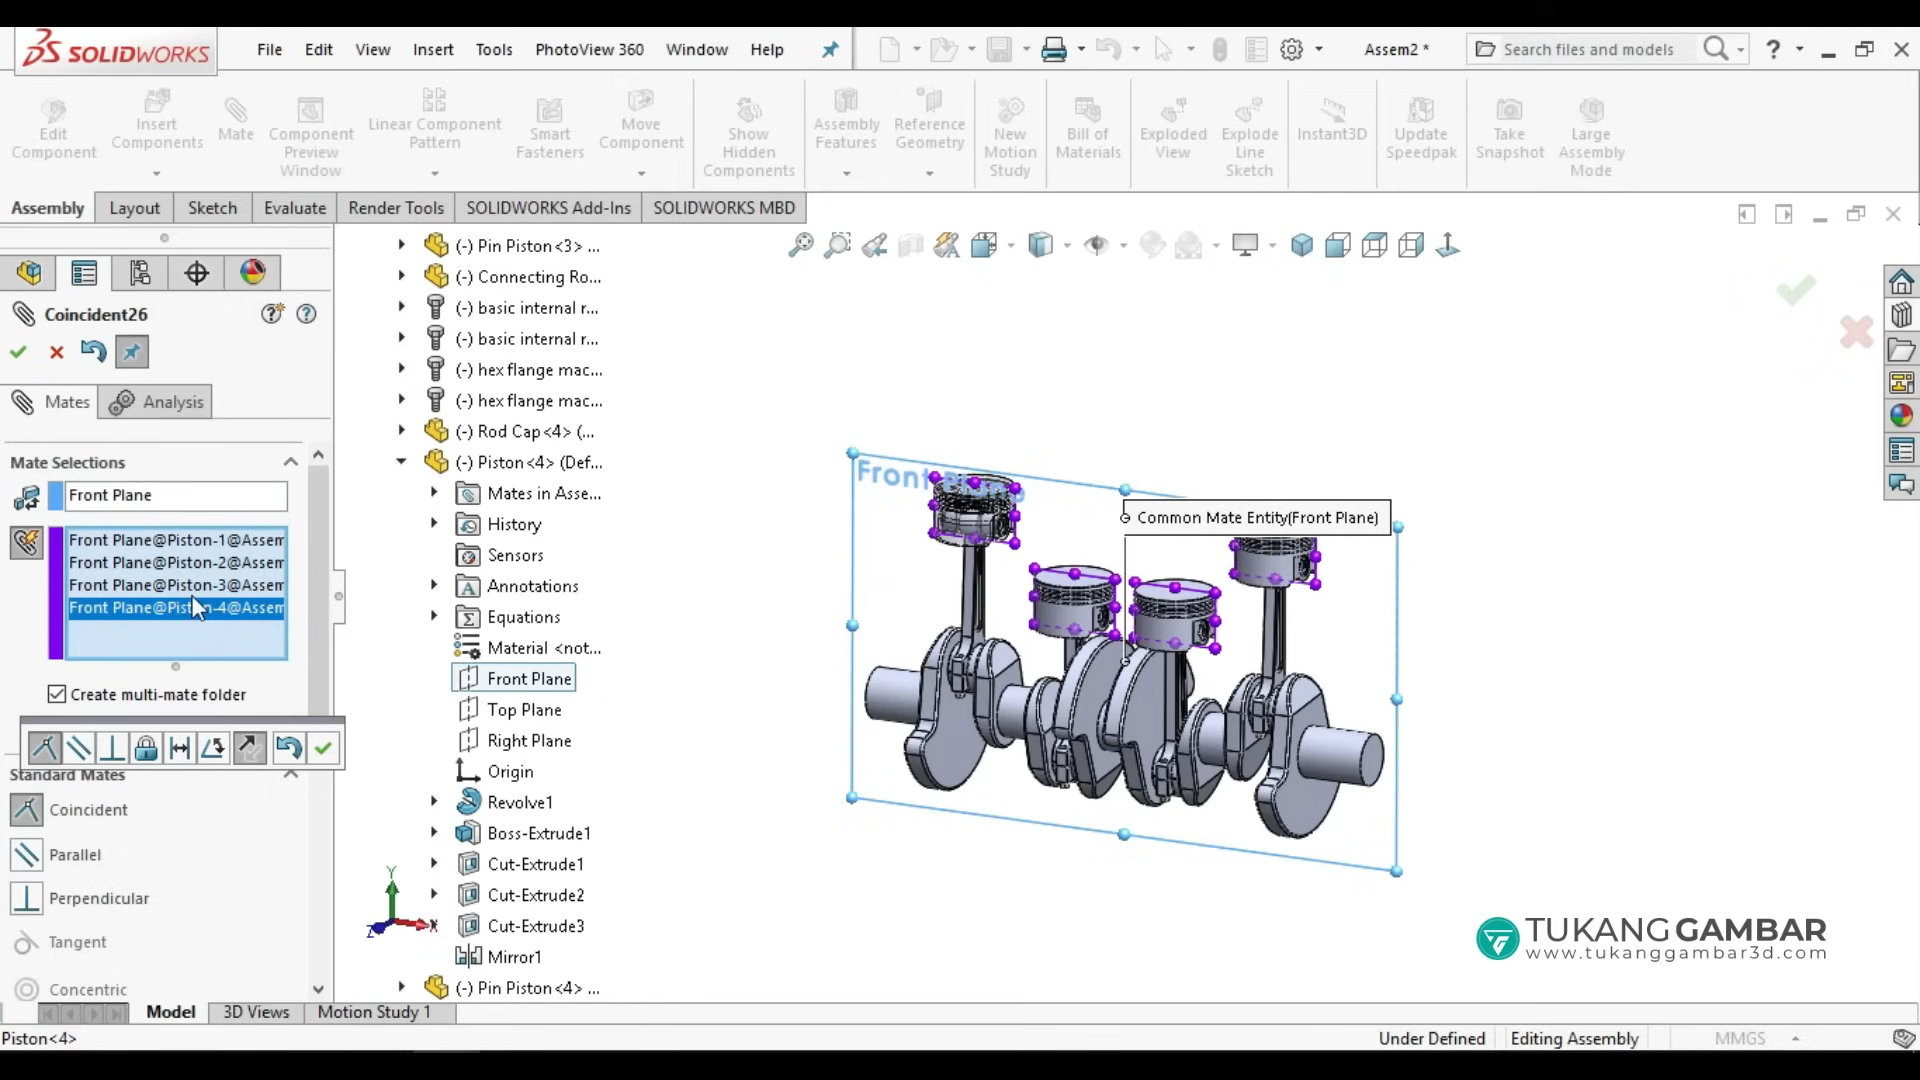 SOLIDWORKS
File Edit View Insert Tools PhotoView 360 Window Help
Assem2 *
Search files and models
?
Edit Component
Insert Components
Mate
Component Preview Window
Linear Component Pattern
Smart Fasteners
Move Component
Show Hidden Components
Assembly Features
Reference Geometry
New Motion Study
Bill of Materials
Exploded View
Explode Line Sketch
Instant3D
Update Speedpak
Take Snapshot
Large Assembly Mode
Assembly Layout Sketch Evaluate Render Tools SOLIDWORKS Add-Ins SOLIDWORKS MBD
Coincident26
Mates Analysis
Mate Selections
Front Plane
Front Plane@Piston-1@Assem
Front Plane@Piston-2@Assem
Front Plane@Piston-3@Assem
Front Plane@Piston-4@Assem
Create multi-mate folder
Standard Mates
Coincident
Parallel
Perpendicular
Tangent
Concentric
(-) Pin Piston<3> ...
(-) Connecting Ro...
(-) basic internal r...
(-) basic internal r...
(-) hex flange mac...
(-) hex flange mac...
(-) Rod Cap<4> (...
(-) Piston<4> (Def...
Mates in Asse...
History
Sensors
Annotations
Equations
Material <not...
Front Plane
Top Plane
Right Plane
Origin
Revolve1
Boss-Extrude1
Cut-Extrude1
Cut-Extrude2
Cut-Extrude3
Mirror1
(-) Pin Piston<4> ...
Front Plane
Common Mate Entity(Front Plane)
Y
X
Z
TUKANGGAMBAR
www.tukanggambar3d.com
Model 3D Views Motion Study 1
Piston<4>
Under Defined Editing Assembly MMGS